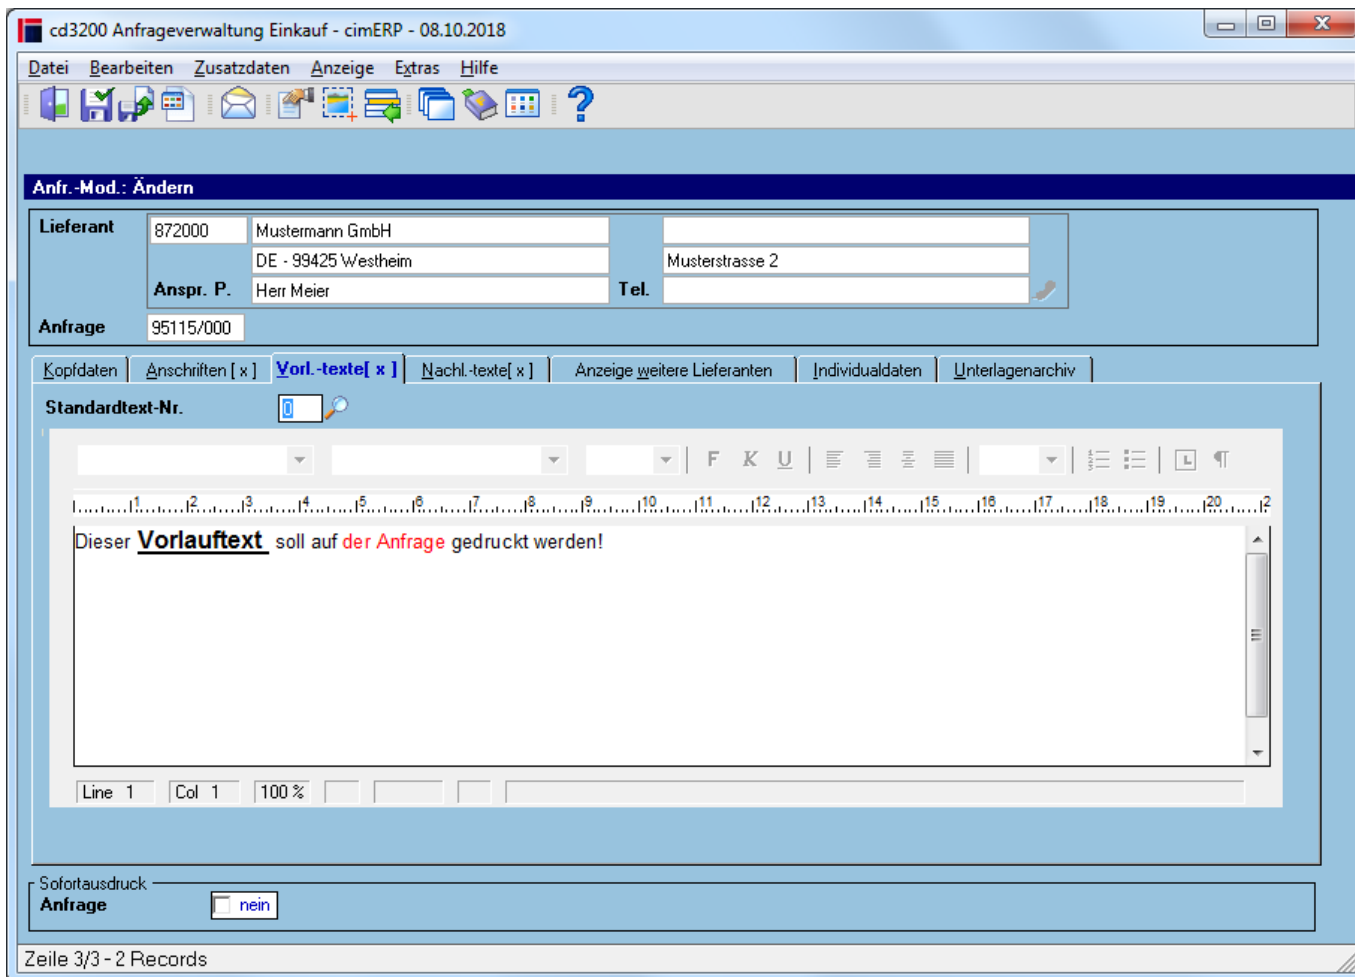 cd3200 Anfrageverwaltung Einkauf - cimERP - 08.10.2018
Datei Bearbeiten Zusatzdaten Anzeige Extras Hilfe
Anfr.-Mod.: Ändern
Lieferant 872000 Mustermann GmbH
DE - 99425 Westheim Musterstrasse 2
Anspr. P. Herr Meier Tel.
Anfrage 95115/000
Kopfdaten Anschriften [ x ] Vorl.-texte[ x ] Nachl.-texte[ x ] Anzeige weitere Lieferanten Individualdaten Unterlagenarchiv
Standardtext-Nr. 0
F K U L ¶
1 2 3 4 5 6 7 8 9 10 11 12 13 14 15 16 17 18 19 20 2
Dieser Vorlauftext soll auf der Anfrage gedruckt werden!
Line 1 Col 1 100 %
Sofortausdruck
Anfrage nein
Zeile 3/3 - 2 Records